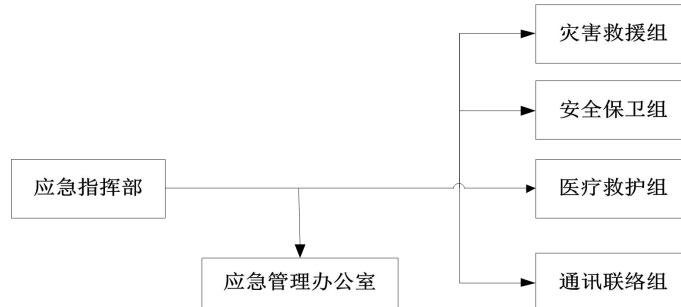 灾害救援组
安全保卫组
应急指挥部
医疗救护组
应急管理办公室
通讯联络组